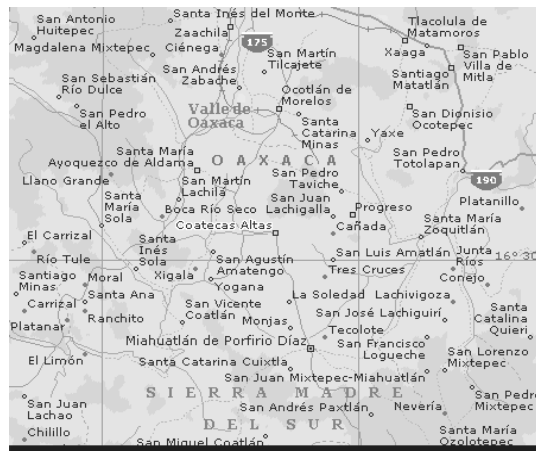 Santa Inés del Monte
San Antonio
Huitepec
Zaachila
Magdalena Mixtepec
Ciénega
175
San Martín
Tilcajete
Tlacolula de
Matamoros
Xaaga
San Pablo
Villa de
Mitla
San Sebastián
Río Dulce
San Andrés
Zabache
Santiago
Matatlán
Ocotlán de
Morelos
San Pedro
el Alto
Valle de
Oaxaca
Santa
Catarina
Minas
San Dionisio
Ocotepec
Yaxe
Santa María
Ayoquezco de Aldama
OAXACA
San Pedro
Totolapan
Llano Grande
San Martín
Lachilá
San Pedro
Taviche
190
Platanillo
Santa
María
Sola
Boca Río Seco
San Juan
Lachigalla
Progreso
Santa María
Zoquitlán
Coatecas Altas
Cañada
El Carrizal
Santa
Inés
Sola
Río Tule
San Agustín
Amatengo
San Luis Amatlán
Junta
Ríos
16° 30
Santiago
Minas
Moral
Xigala
Tres Cruces
Conejo
Yogana
Santa Ana
Carrizal
La Soledad
Lachivigoza
Ranchito
San Vicente
Coatlán
San José Lachiguirí
Santa
Catalina
Quieri
Platanar
Monjas
Tecolote
Miahuatlán de Porfirio Díaz
San Francisco
Logueche
El Limón
Santa Catarina Cuixtla
San Lorenzo
Mixtepec
San Juan Mixtepec-Miahuatlán
SIERRA MADRE
DEL SUR
San Juan
Lachao
San Andrés Paxtlán
Nevería
San Pedro
Mixtepec
Chilillo
San Miguel Coatlán
Santa María
Ozolotepec